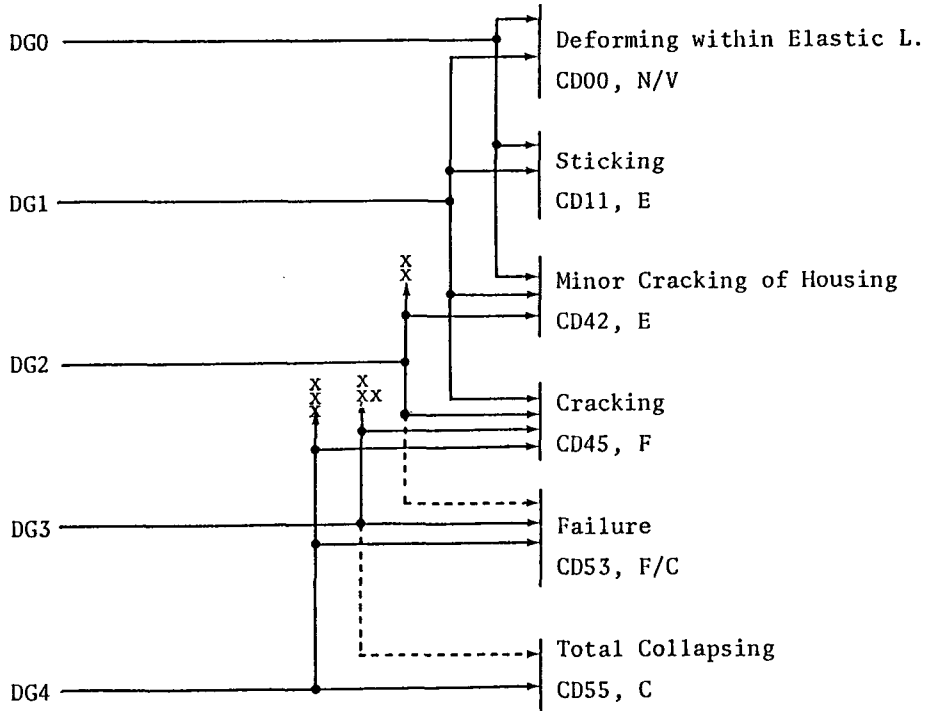 DG0
Deforming within Elastic L.
CD00, N/V
Sticking
CD11, E
DG1
x
x
Minor Cracking of Housing
CD42, E
DG2
x
x
x
x
xx
Cracking
CD45, F
DG3
Failure
CD53, F/C
Total Collapsing
CD55, C
DG4